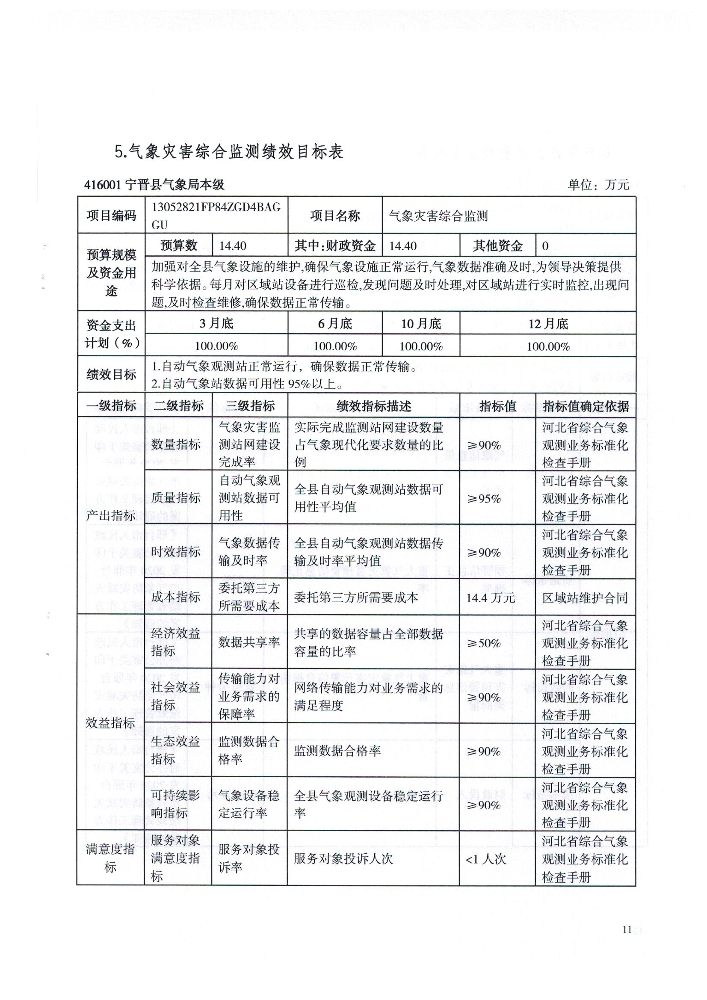 5.气象灾害综合监测绩效目标表
416001 宁晋县气象局本级 单位：万元
项目编码 13052821FP84ZGD4BAG
GU 项目名称 气象灾害综合监测
预算规模
及资金用
途
预算数 14.40 其中:财政资金 14.40 其他资金 0
加强对全县气象设施的维护,确保气象设施正常运行,气象数据准确及时,为领导决策提供
科学依据。每月对区域站设备进行巡检,发现问题及时处理,对区域站进行实时监控,出现问
题,及时检查维修,确保数据正常传输。
资金支出
计划（%）
3 月底 6 月底 10 月底 12 月底
100.00% 100.00% 100.00% 100.00%
绩效目标
1.自动气象观测站正常运行，确保数据正常传输。
2.自动气象站数据可用性 95%以上。
一级指标 二级指标 三级指标 绩效指标描述 指标值 指标值确定依据
产出指标
数量指标
气象灾害监
测站网建设
完成率
实际完成监测站网建设数量
占气象现代化要求数量的比
例
≥90%
河北省综合气象
观测业务标准化
检查手册
质量指标
自动气象观
测站数据可
用性
全县自动气象观测站数据可
用性平均值
≥95%
河北省综合气象
观测业务标准化
检查手册
时效指标
气象数据传
输及时率
全县自动气象观测站数据传
输及时率平均值
≥90%
河北省综合气象
观测业务标准化
检查手册
成本指标
委托第三方
所需要成本
委托第三方所需要成本
14.4 万元
区域站维护合同
效益指标
经济效益
指标
数据共享率
共享的数据容量占全部数据
容量的比率
≥50%
河北省综合气象
观测业务标准化
检查手册
社会效益
指标
传输能力对
业务需求的
保障率
网络传输能力对业务需求的
满足程度
≥90%
河北省综合气象
观测业务标准化
检查手册
生态效益
指标
监测数据合
格率
监测数据合格率
≥90%
河北省综合气象
观测业务标准化
检查手册
可持续影
响指标
气象设备稳
定运行率
全县气象观测设备稳定运行
率
≥90%
河北省综合气象
观测业务标准化
检查手册
满意度指
标
服务对象
满意度指
标
服务对象投
诉率
服务对象投诉人次
<1 人次
河北省综合气象
观测业务标准化
检查手册
11